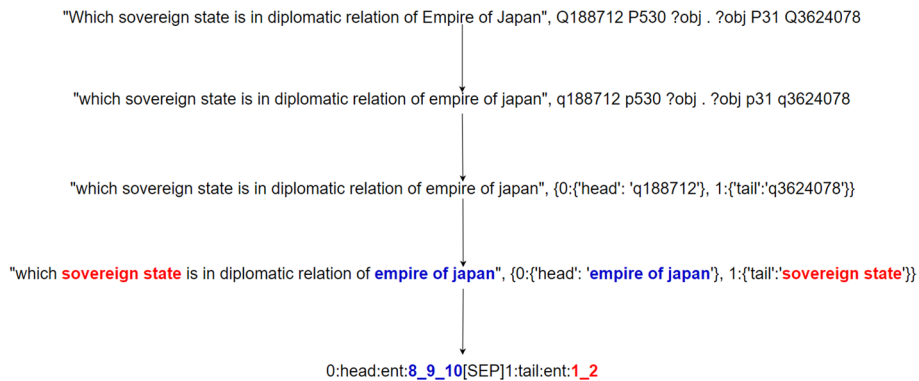 "Which sovereign state is in diplomatic relation of Empire of Japan", Q188712 P530 ?obj . ?obj P31 Q3624078
"which sovereign state is in diplomatic relation of empire of japan", q188712 p530 ?obj . ?obj p31 q3624078
"which sovereign state is in diplomatic relation of empire of japan", {0:{'head': 'q188712'}, 1:{'tail':'q3624078'}}
"which sovereign state is in diplomatic relation of empire of japan", {0:{'head': 'empire of japan'}, 1:{'tail':'sovereign state'}}
0:head:ent:8_9_10[SEP]1:tail:ent:1_2